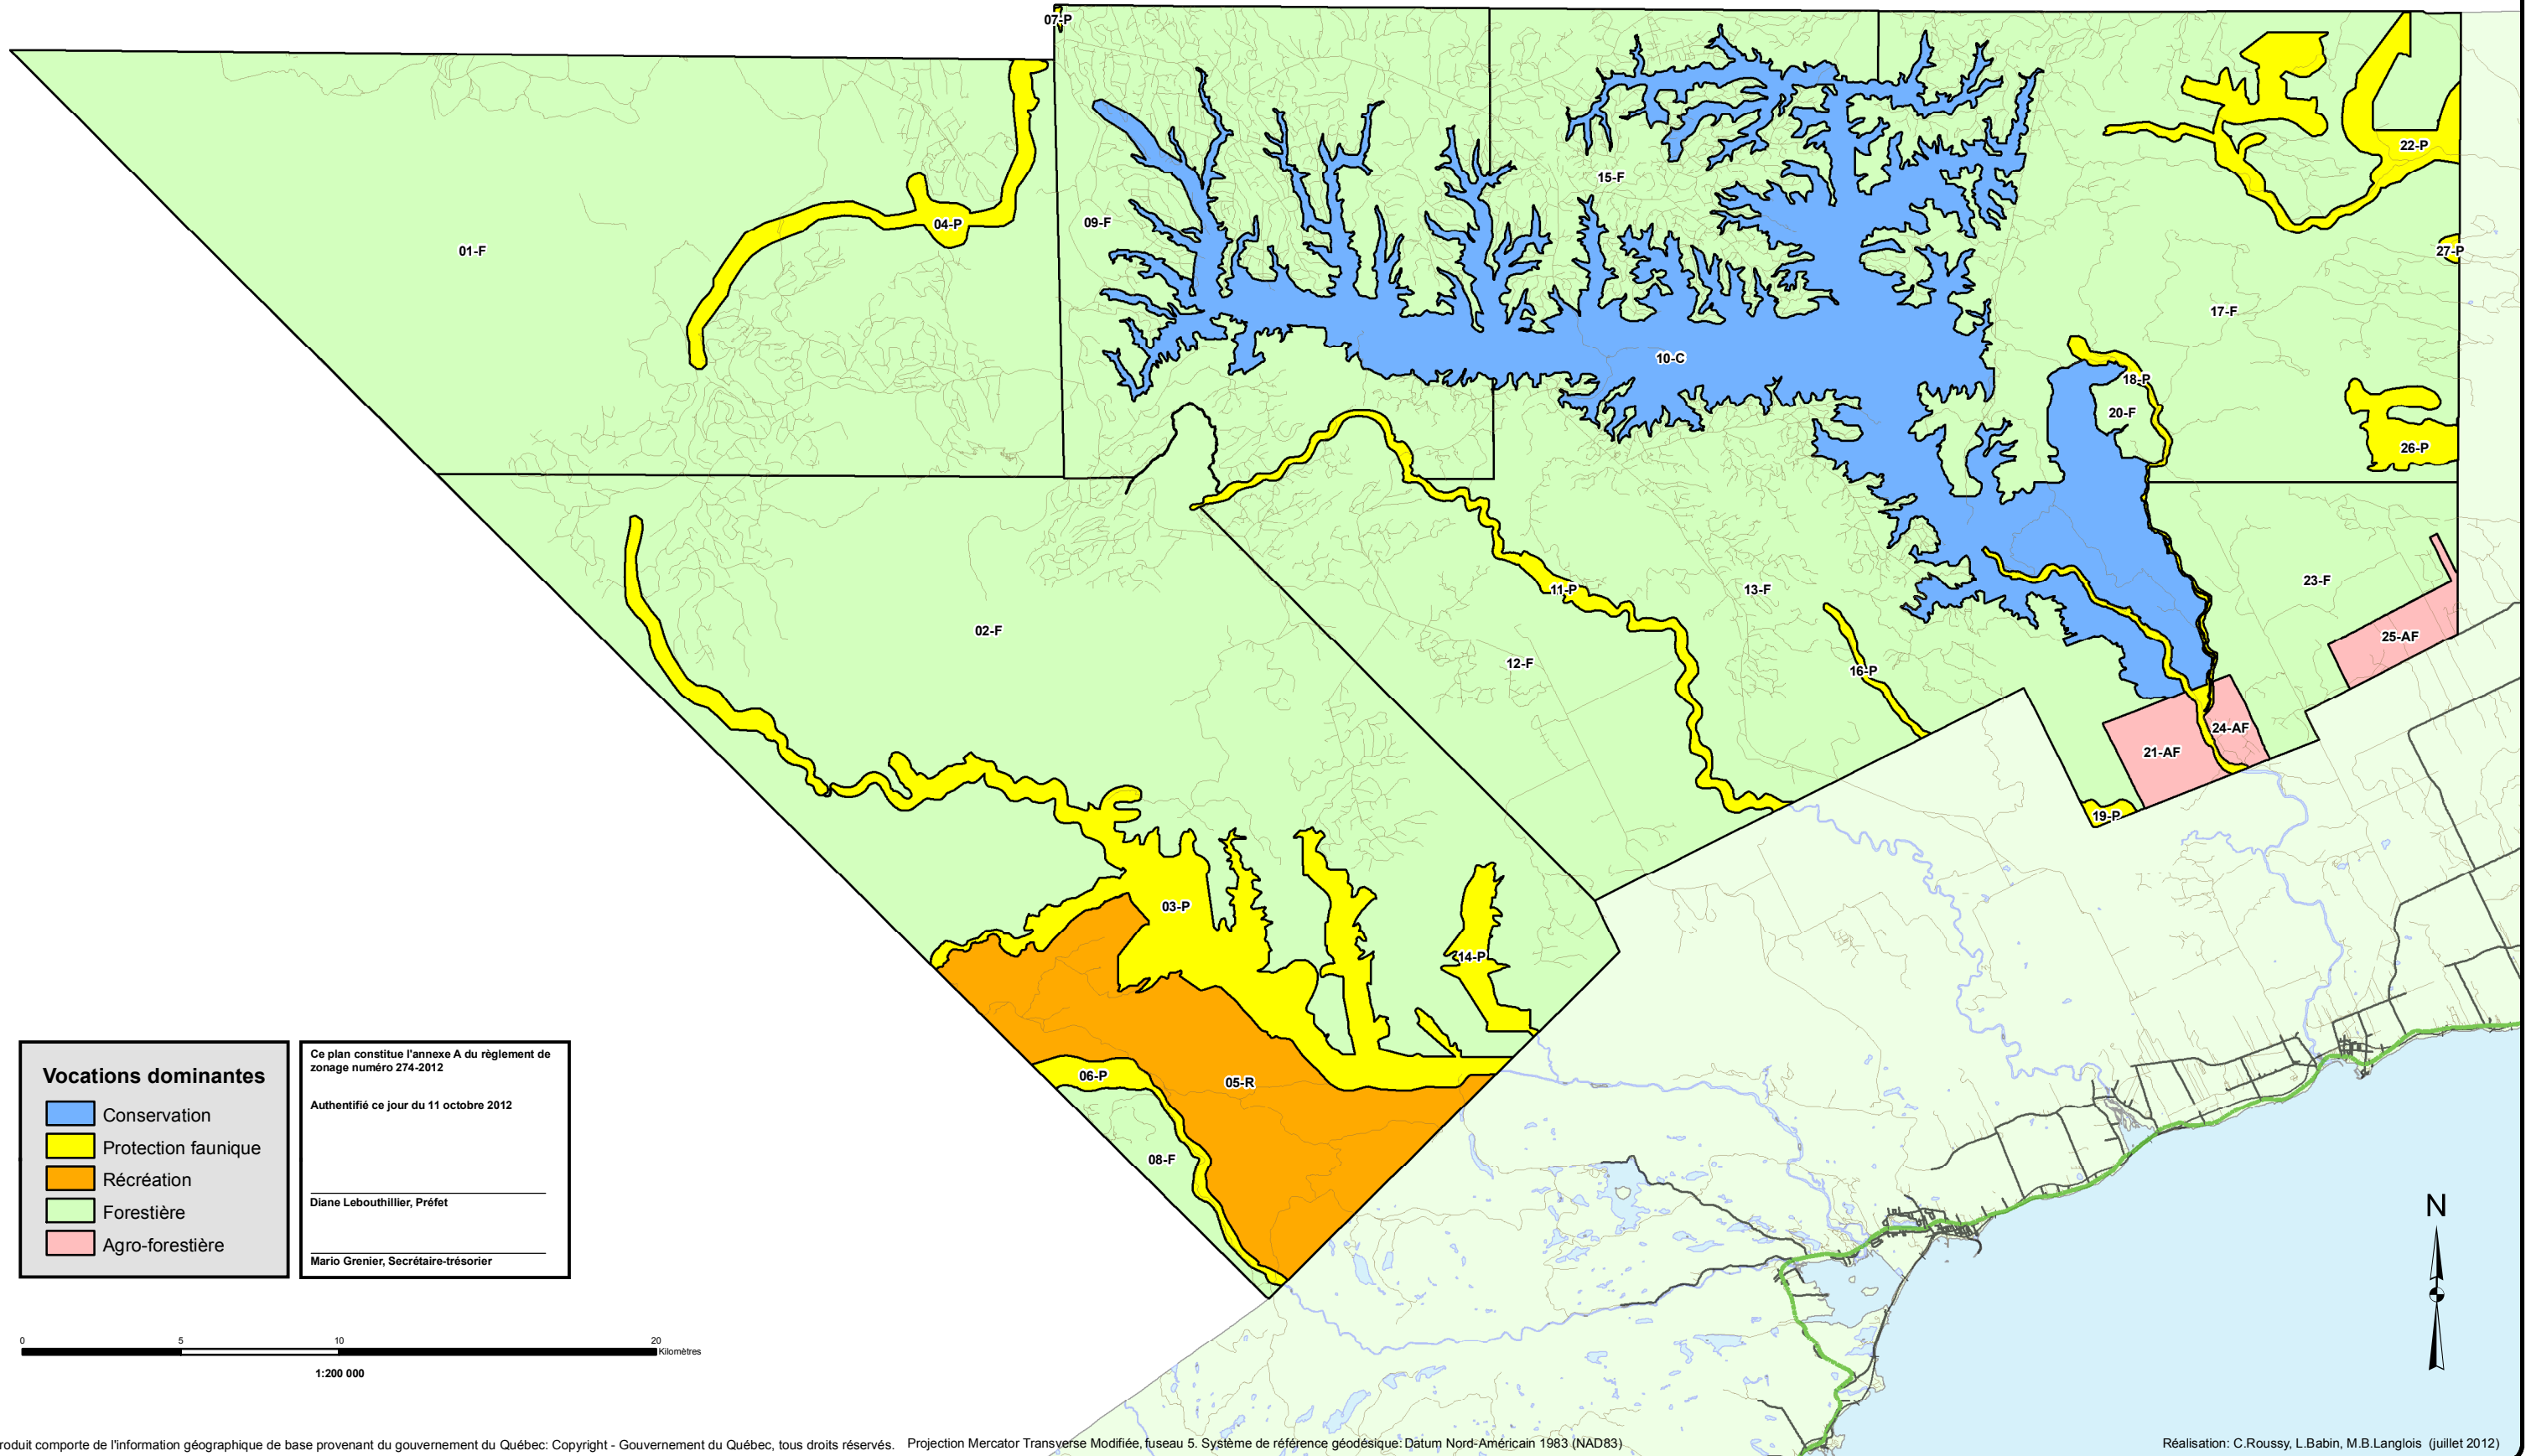 07-P
22-P
15-F
09-F
04-P
01-F
27-P
17-F
10-C
18-P
20-F
26-P
23-F
11-P
13-F
02-F
25-AF
12-F
16-P
24-AF
21-AF
19-P
03-P
14-P
06-P
05-R
08-F
Vocations dominantes
Conservation
Protection faunique
Récréation
Forestière
Agro-forestière
Ce plan constitue l'annexe A du règlement de
zonage numéro 274-2012
Authentifié ce jour du 11 octobre 2012
Diane Lebouthillier, Préfet
Mario Grenier, Secrétaire-trésorier
N
0 5 10 20
Kilomètres
1:200 000
roduit comporte de l'information géographique de base provenant du gouvernement du Québec: Copyright - Gouvernement du Québec, tous droits réservés. Projection Mercator Transverse Modifiée, fuseau 5. Système de référence géodésique: Datum Nord-Américain 1983 (NAD83)
Réalisation: C.Roussy, L.Babin, M.B.Langlois (juillet 2012)